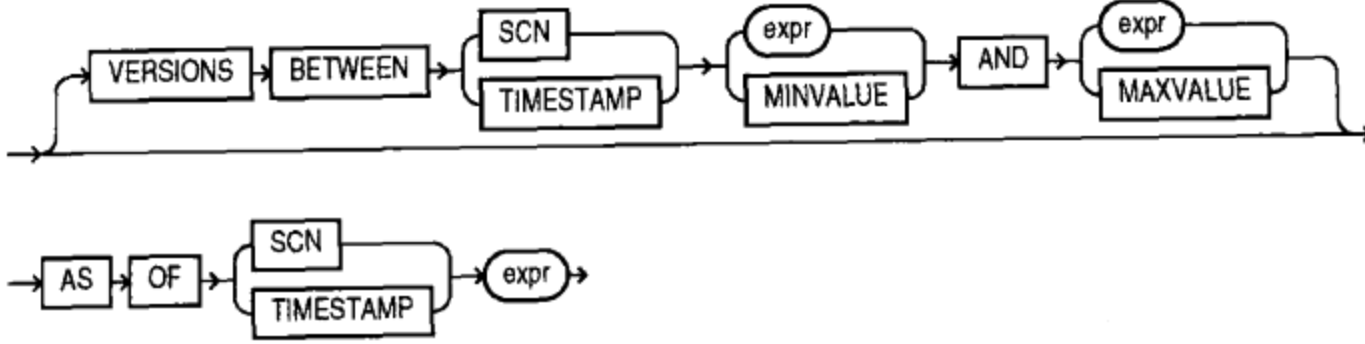 SCN expr expr
VERSIONS BETWEEN AND
TIMESTAMP MINVALUE MAXVALUE
SCN
AS OF expr
TIMESTAMP